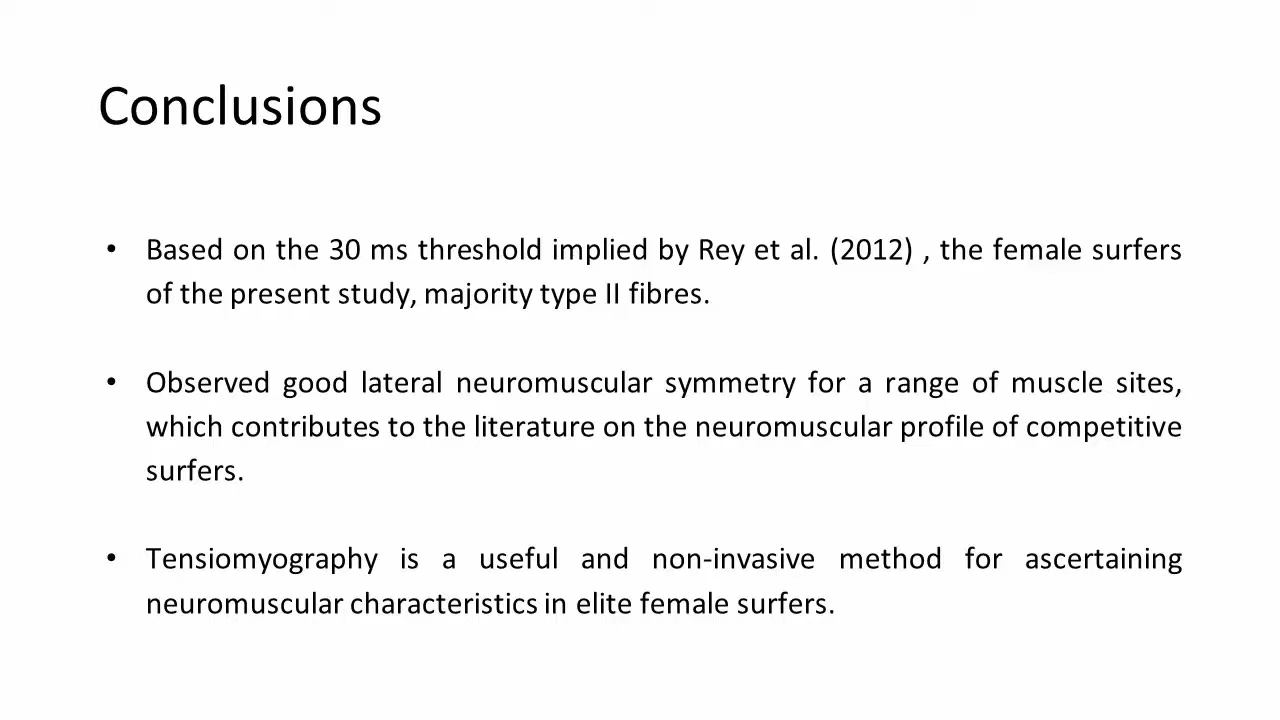 Conclusions
• Based on the 30 ms threshold implied by Rey et al. (2012) , the female surfers
of the present study, majority type II fibres.
• Observed good lateral neuromuscular symmetry for a range of muscle sites,
which contributes to the literature on the neuromuscular profile of competitive
surfers.
• Tensiomyography is a useful and non-invasive method for ascertaining
neuromuscular characteristics in elite female surfers.